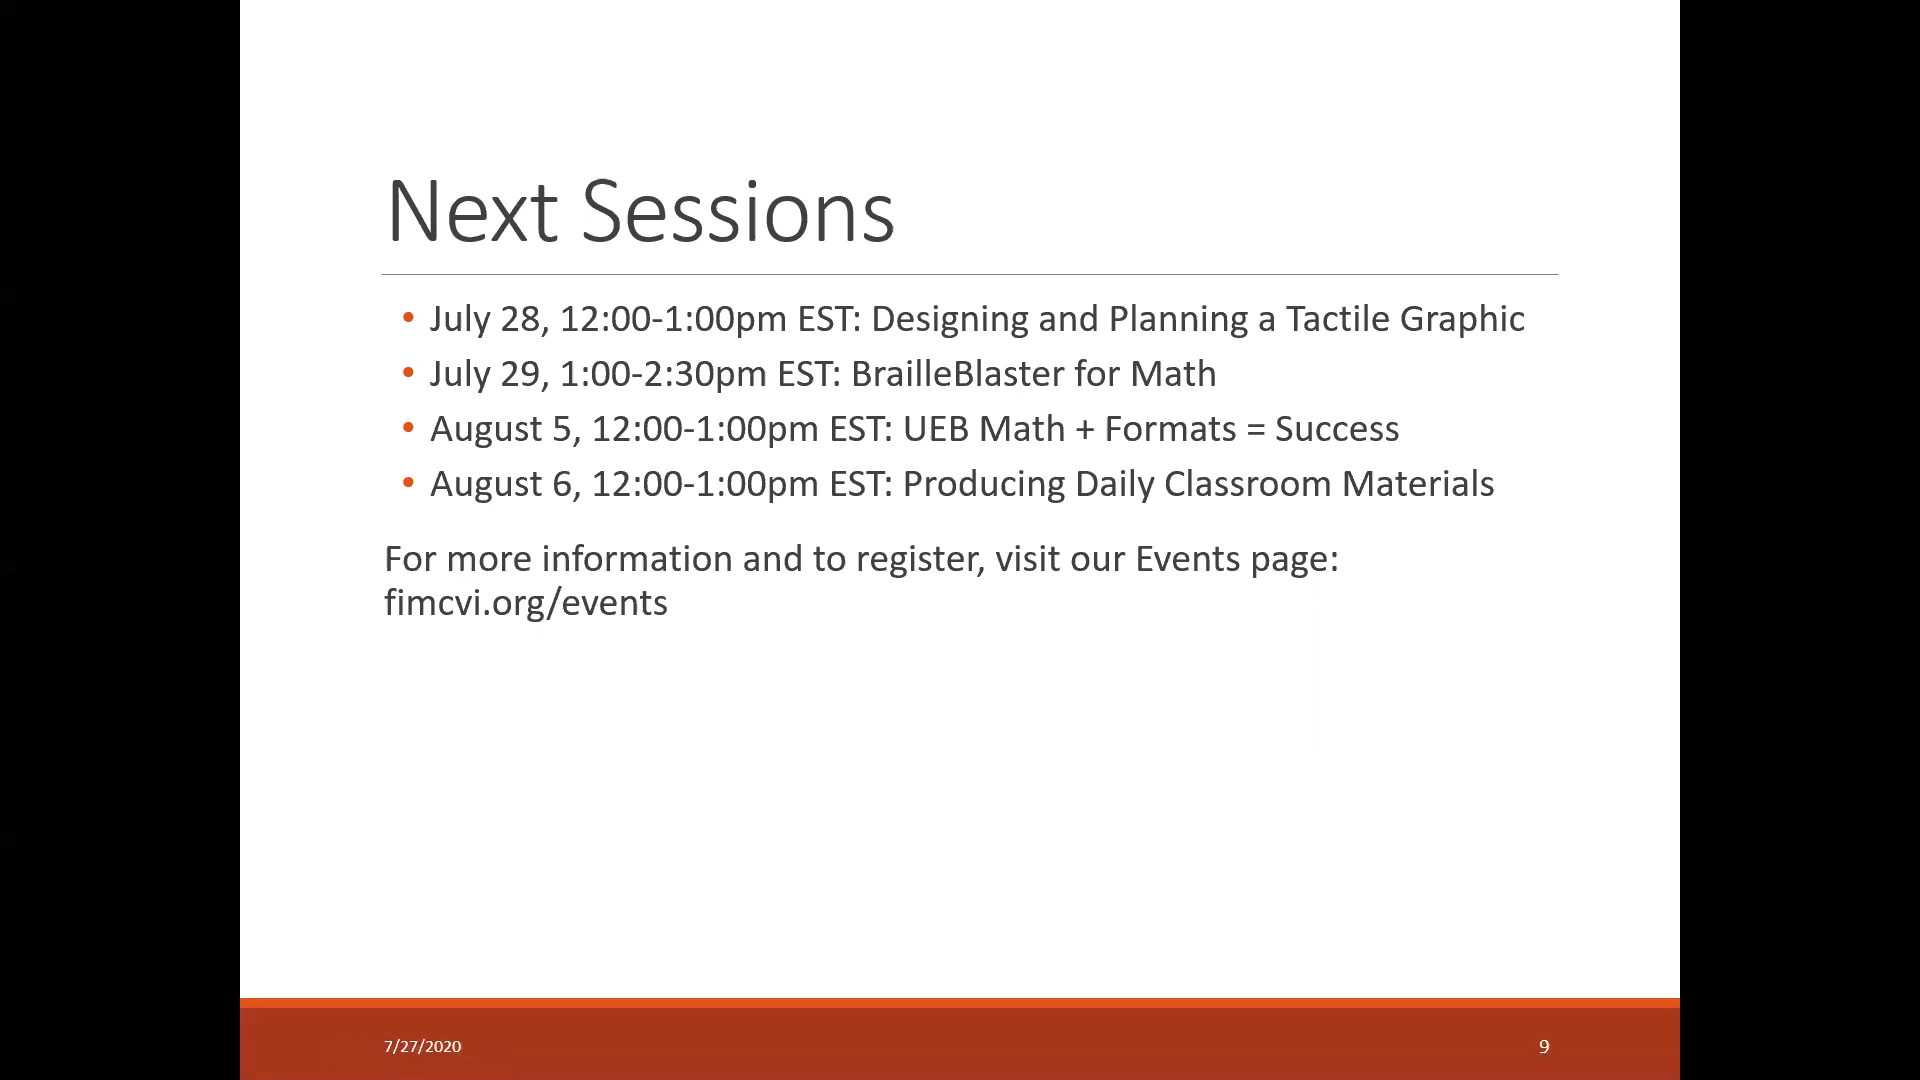 Next Sessions
• July 28, 12:00-1:00pm EST: Designing and Planning a Tactile Graphic
• July 29, 1:00-2:30pm EST: BrailleBlaster for Math
• August 5, 12:00-1:00pm EST: UEB Math + Formats = Success
• August 6, 12:00-1:00pm EST: Producing Daily Classroom Materials
For more information and to register, visit our Events page:
fimcvi.org/events
7/27/2020
9